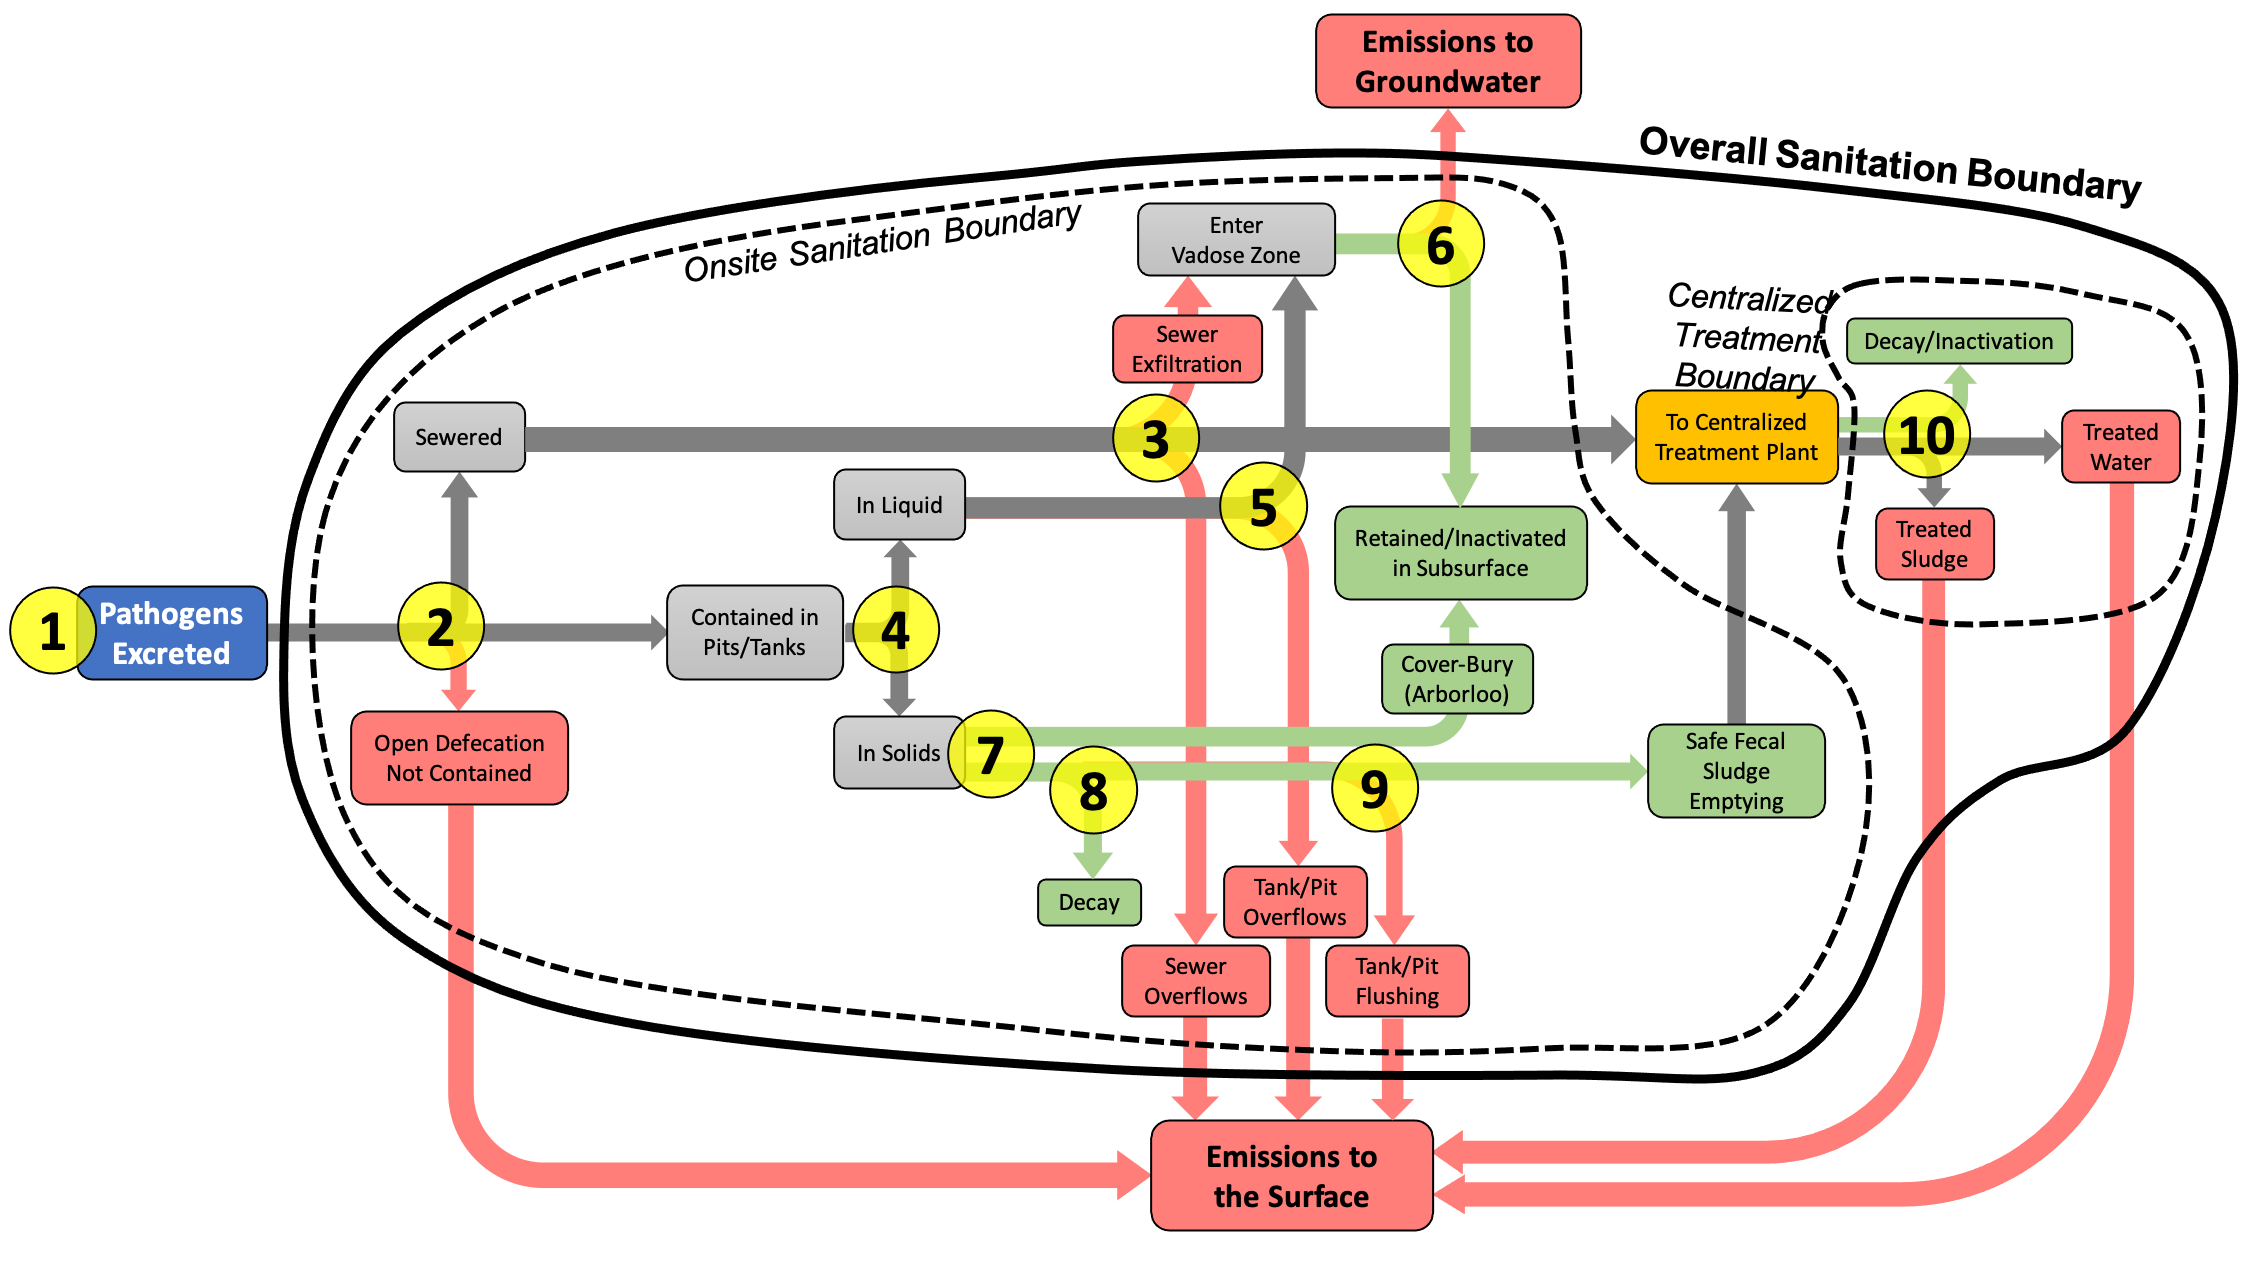 Emissions to
Groundwater
Overall Sanitation Boundary
Onsite Sanitation Boundary
Enter
Vadose Zone
6
Centralized
Treatment
Boundary
Sewer
Exfiltration
Decay/Inactivation
Sewered
3
To Centralized
Treatment Plant
10
Treated
Water
In Liquid
5
Retained/Inactivated
in Subsurface
Treated
Sludge
1
Pathogens
Excreted
2
Contained in
Pits/Tanks
4
Cover-Bury
(Arborloo)
Open Defecation
Not Contained
In Solids
7
8
9
Safe Fecal
Sludge
Emptying
Decay
Tank/Pit
Overflows
Sewer
Overflows
Tank/Pit
Flushing
Emissions to
the Surface